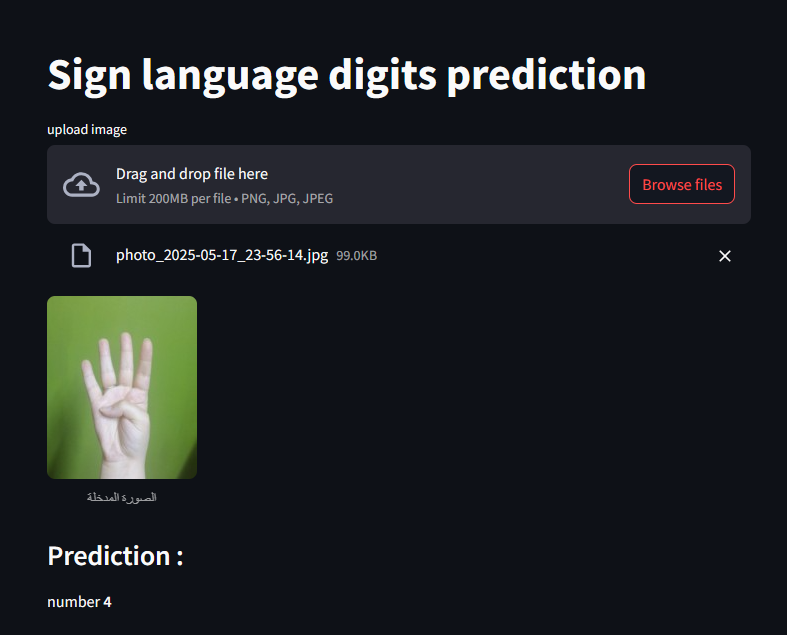 Sign language digits prediction
upload image
Drag and drop file here
Limit 200MB per file • PNG, JPG, JPEG
Browse files
photo_2025-05-17_23-56-14.jpg 99.0KB
الصورة المدخلة
Prediction :
number 4